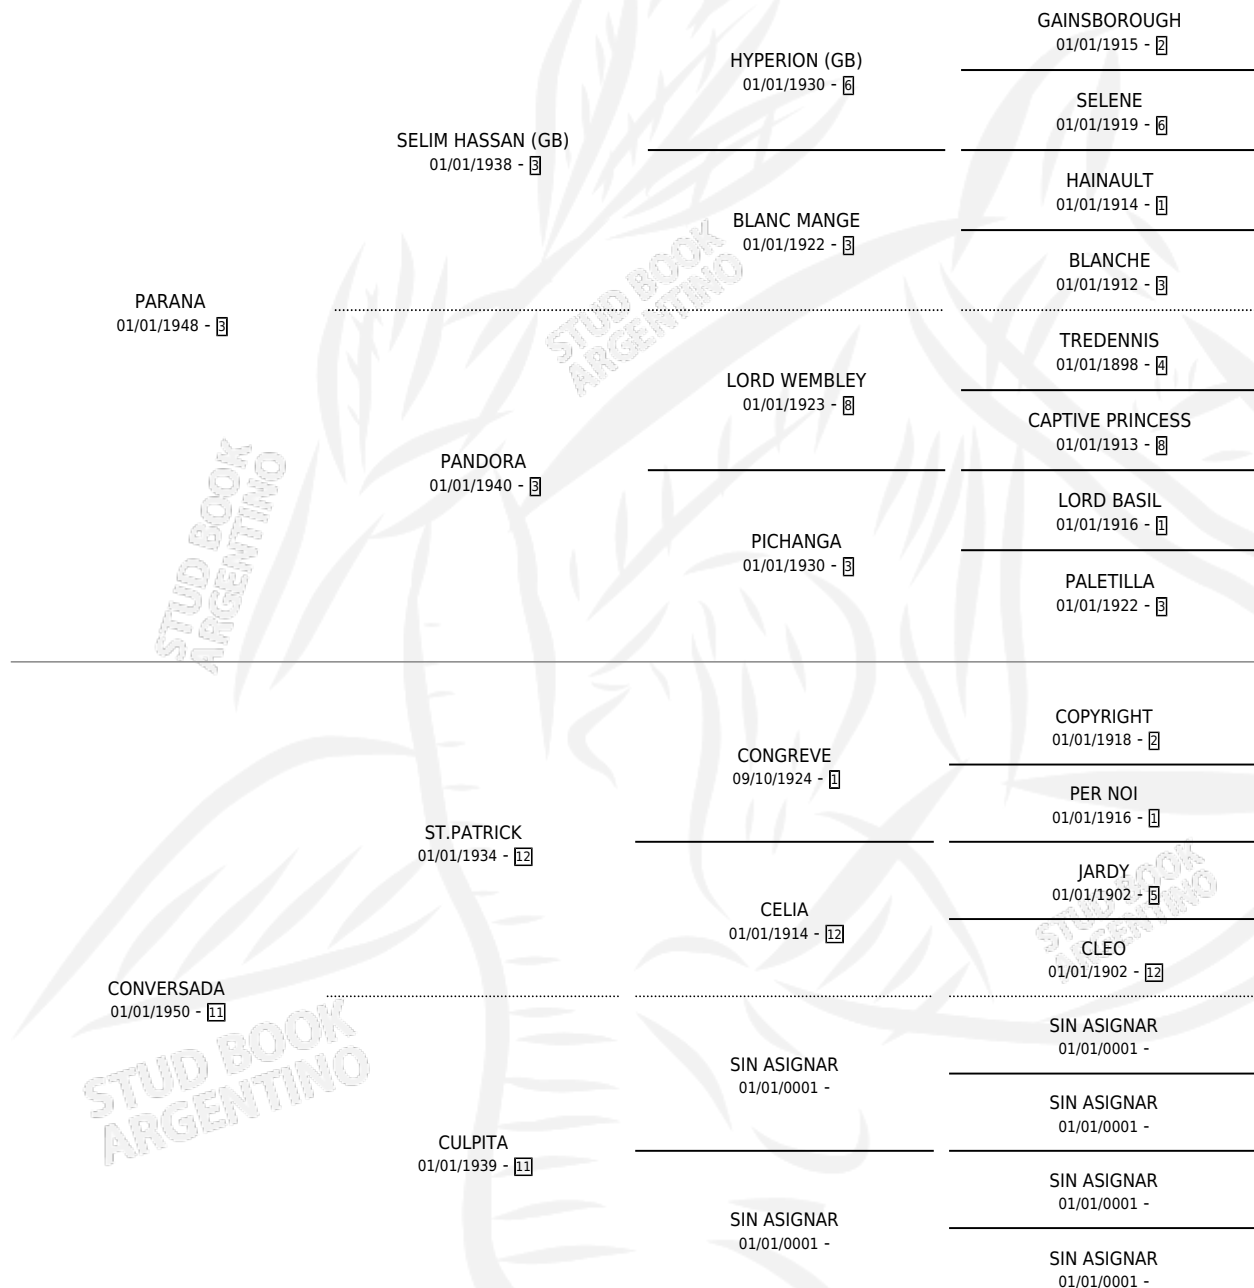 GAINSBOROUGH
01/01/1915 - 2
HYPERION (GB)
01/01/1930 - 6
SELENE
01/01/1919 - 6
SELIM HASSAN (GB)
01/01/1938 - 3
HAINAULT
01/01/1914 - 1
BLANC MANGE
01/01/1922 - 3
BLANCHE
01/01/1912 - 3
PARANA
01/01/1948 - 3
TREDENNIS
01/01/1898 - 4
LORD WEMBLEY
01/01/1923 - 8
CAPTIVE PRINCESS
01/01/1913 - 8
PANDORA
01/01/1940 - 3
LORD BASIL
01/01/1916 - 1
PICHANGA
01/01/1930 - 3
PALETILLA
01/01/1922 - 3
COPYRIGHT
01/01/1918 - 2
CONGREVE
09/10/1924 - 1
PER NOI
01/01/1916 - 1
ST.PATRICK
01/01/1934 - 12
JARDY
01/01/1902 - 5
CELIA
01/01/1914 - 12
CLEO
01/01/1902 - 12
CONVERSADA
01/01/1950 - 11
SIN ASIGNAR
01/01/0001 -
SIN ASIGNAR
01/01/0001 -
SIN ASIGNAR
01/01/0001 -
CULPITA
01/01/1939 - 11
SIN ASIGNAR
01/01/0001 -
SIN ASIGNAR
01/01/0001 -
SIN ASIGNAR
01/01/0001 -
STUD BOOK
ARGENTINO
STUD BOOK
ARGENTINO
STUD BOOK
ARGENTINO
STUD BOOK
ARGENTINO